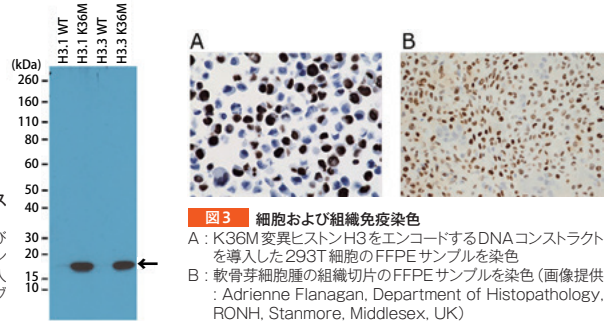 H3.1 WT
H3.1 K36M
H3.3 WT
H3.3 K36M
(kDa)
260
160
110
80
60
50
40
30
20
15
10
ス
び
ン
入
ブ
A
B
図3 細胞および組織免疫染色
A : K36M変異ヒストンH3をエンコードするDNAコンストラクト
を導入した293T細胞のFFPEサンプルを染色
B : 軟骨芽細胞腫の組織切片のFFPEサンプルを染色(画像提供
: Adrienne Flanagan, Department of Histopathology,
RONH, Stanmore, Middlesex, UK)